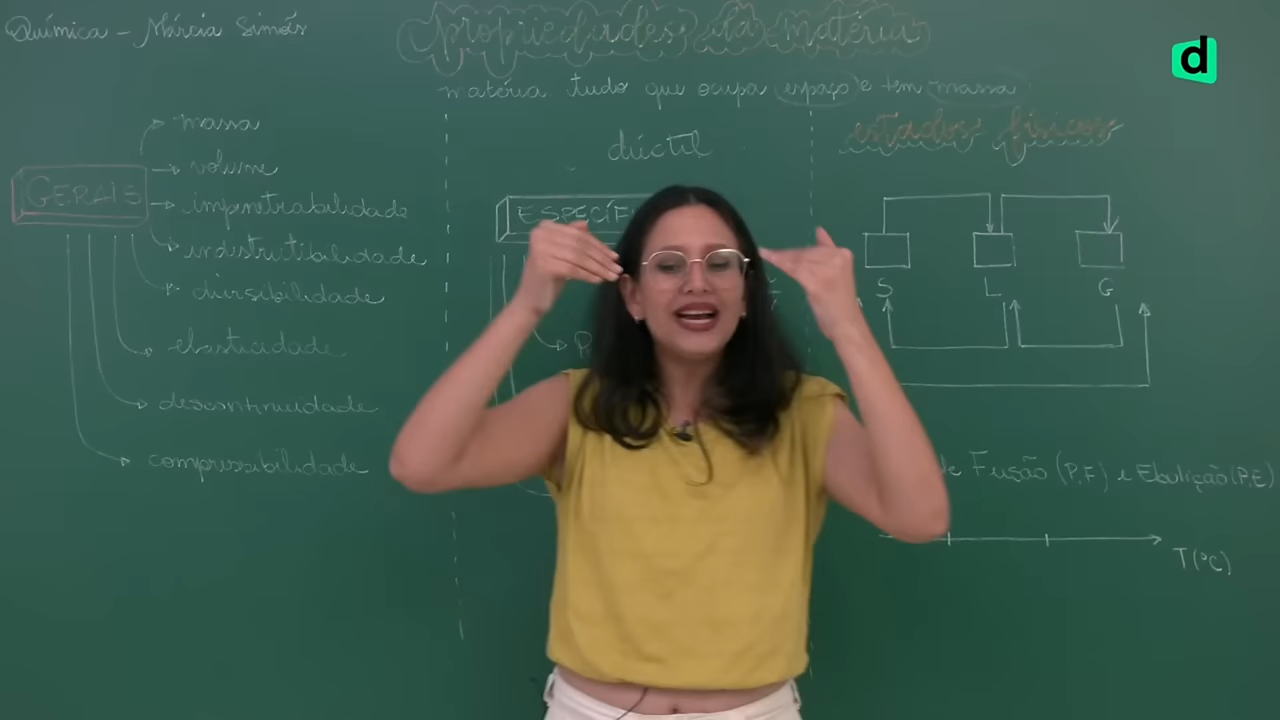 Química - Márcia Simões
propriedades da matéria
matéria: tudo que ocupa espaço e tem massa
GERAIS
massa
volume
impenetrabilidade
indestrutibilidade
divisibilidade
elasticidade
descontinuidade
compressibilidade
dúctil
ESPECÍF
P
estados físicos
S L G
de Fusão (P.F) e Ebulição (P.E)
T(°C)
d